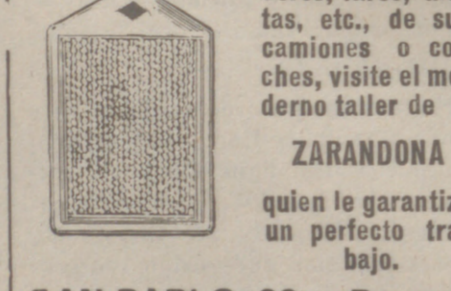 tas, etc., de su
camiones o co
ches, visite el mo
derno taller de
ZARANDONA
quien le garantiz
un perfecto tra
bajo.